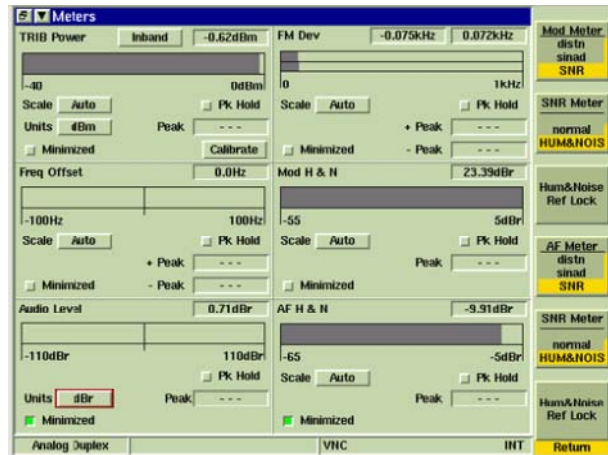 Meters
TRIB Power Inband -0.62dBm
-40 0dBm
Scale Auto Pk Hold
Units dBm Peak ---
Minimized Calibrate
FM Dev -0.075kHz 0.072kHz
0 1kHz
Scale Auto Pk Hold
+ Peak ---
Minimized - Peak ---
Freq Offset 0.0Hz
-100Hz 100Hz
Scale Auto Pk Hold
+ Peak ---
Minimized - Peak ---
Mod H & N 23.39dBr
-55 5dBr
Scale Auto Pk Hold
Peak ---
Minimized
Audio Level 0.71dBr
-110dBr 110dBr
Pk Hold
Units dBr Peak ---
Minimized
AF H & N -9.91dBr
-65 -5dBr
Scale Auto Pk Hold
Peak ---
Minimized
Analog Duplex VNC INT
Mod Meter
distn
sinad
SNR
SNR Meter
normal
HUM&NOIS
Hum&Noise
Ref Lock
AF Meter
distn
sinad
SNR
SNR Meter
normal
HUM&NOIS
Hum&Noise
Ref Lock
Return